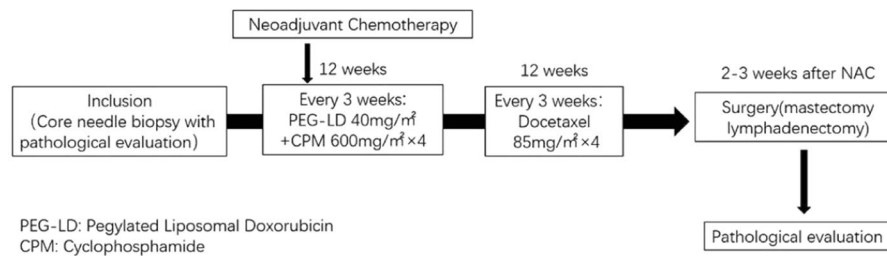 Neoadjuvant Chemotherapy
12 weeks
12 weeks
2-3 weeks after NAC
Inclusion
（Core needle biopsy with
pathological evaluation）
Every 3 weeks:
PEG-LD 40mg/㎡
+CPM 600mg/㎡×4
Every 3 weeks：
Docetaxel
85mg/㎡×4
Surgery(mastectomy
lymphadenectomy)
Pathological evaluation
PEG-LD: Pegylated Liposomal Doxorubicin
CPM: Cyclophosphamide